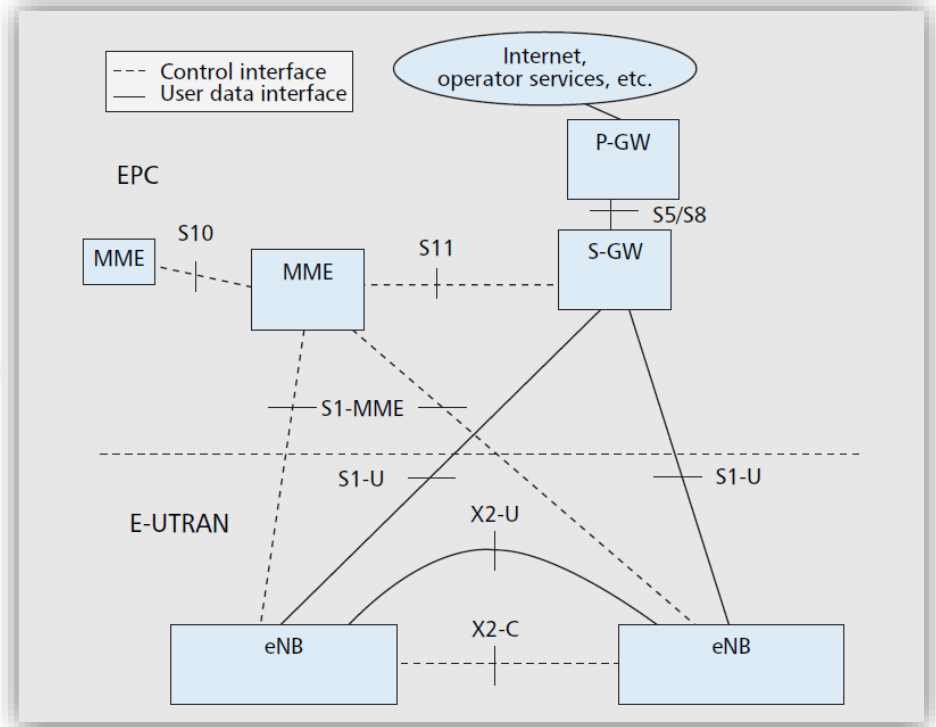 Control interface
User data interface
Internet,
operator services, etc.
P-GW
EPC
S5/S8
S10
S11
S-GW
MME
MME
S1-MME
S1-U
S1-U
E-UTRAN
X2-U
X2-C
eNB
eNB